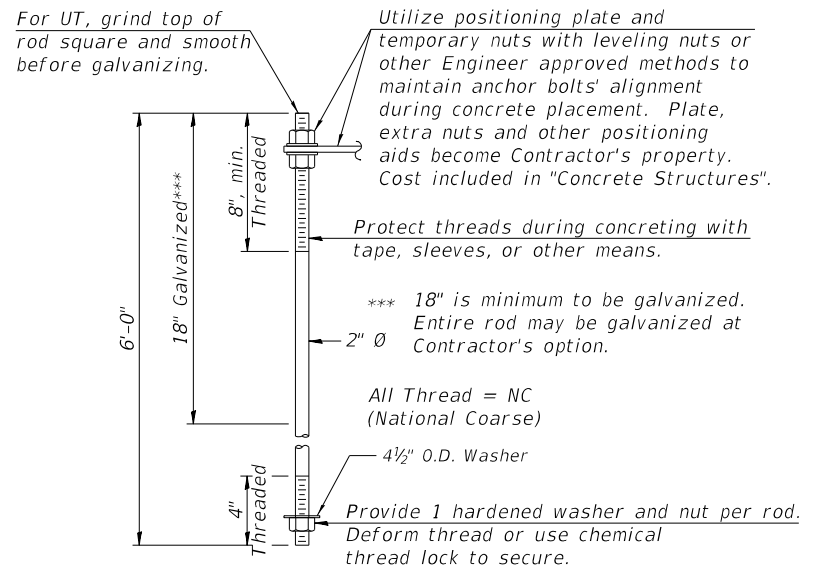 For UT, grind top of
rod square and smooth
before galvanizing.
Utilize positioning plate and
temporary nuts with leveling nuts or
other Engineer approved methods to
maintain anchor bolts' alignment
during concrete placement.  Plate,
extra nuts and other positioning
aids become Contractor's property.
Cost included in "Concrete Structures".
8", min.
Threaded
18" Galvanized***
6'-0"
Protect threads during concreting with
tape, sleeves, or other means.
*** 18" is minimum to be galvanized.
Entire rod may be galvanized at
Contractor's option.
2" Ø
All Thread = NC
(National Coarse)
4½" O.D. Washer
4"
Threaded
Provide 1 hardened washer and nut per rod.
Deform thread or use chemical
thread lock to secure.